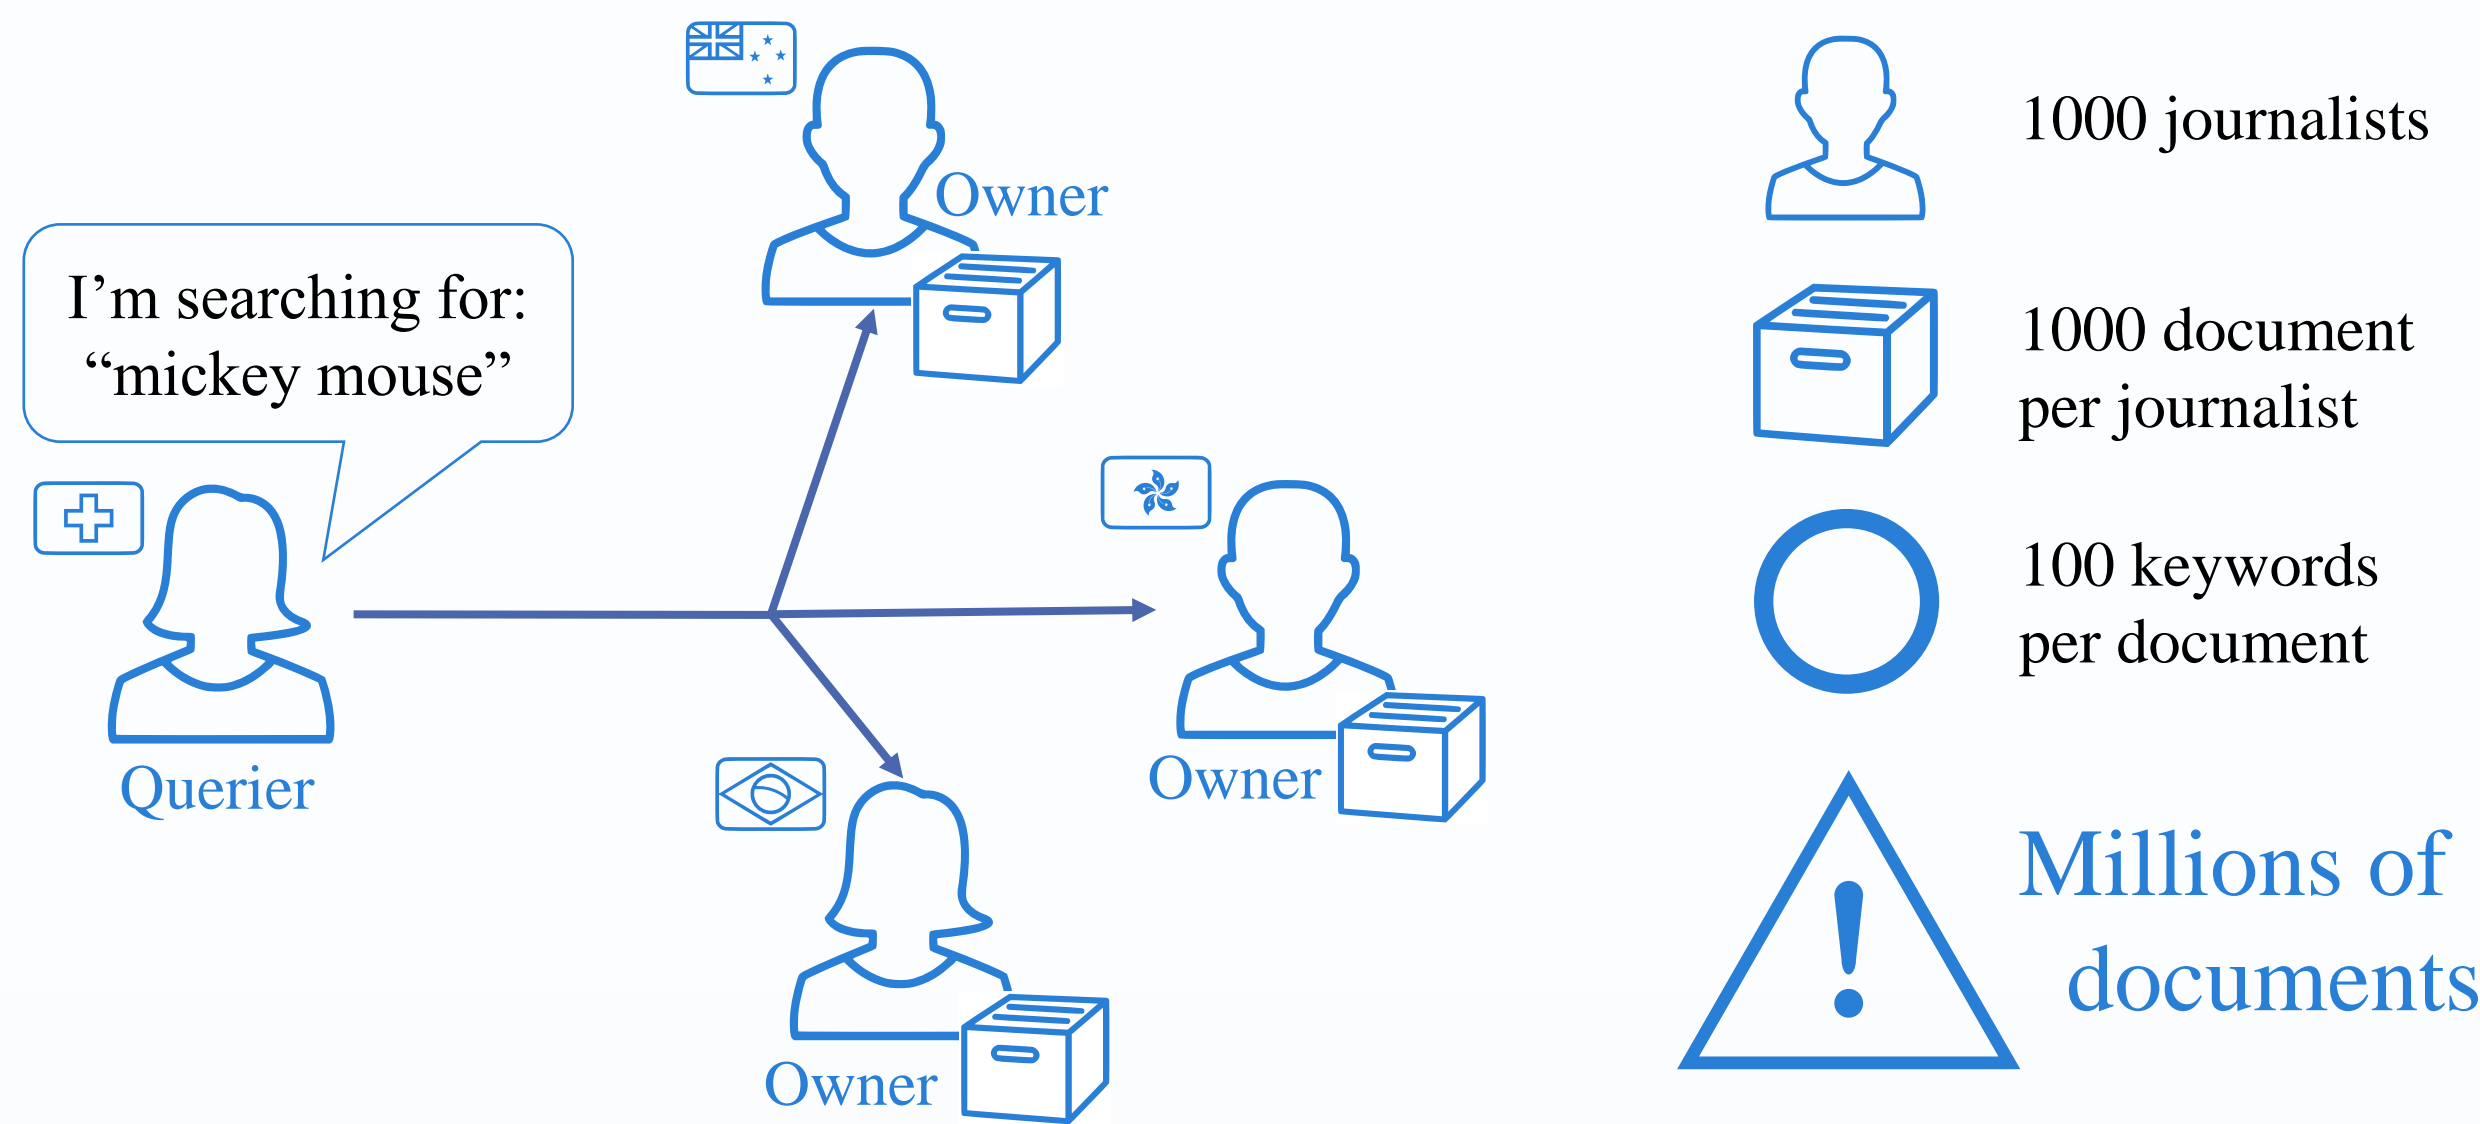 I’m searching for:
“mickey mouse”
Querier
Owner
Owner
Owner
1000 journalists
1000 document
per journalist
100 keywords
per document
Millions of
documents